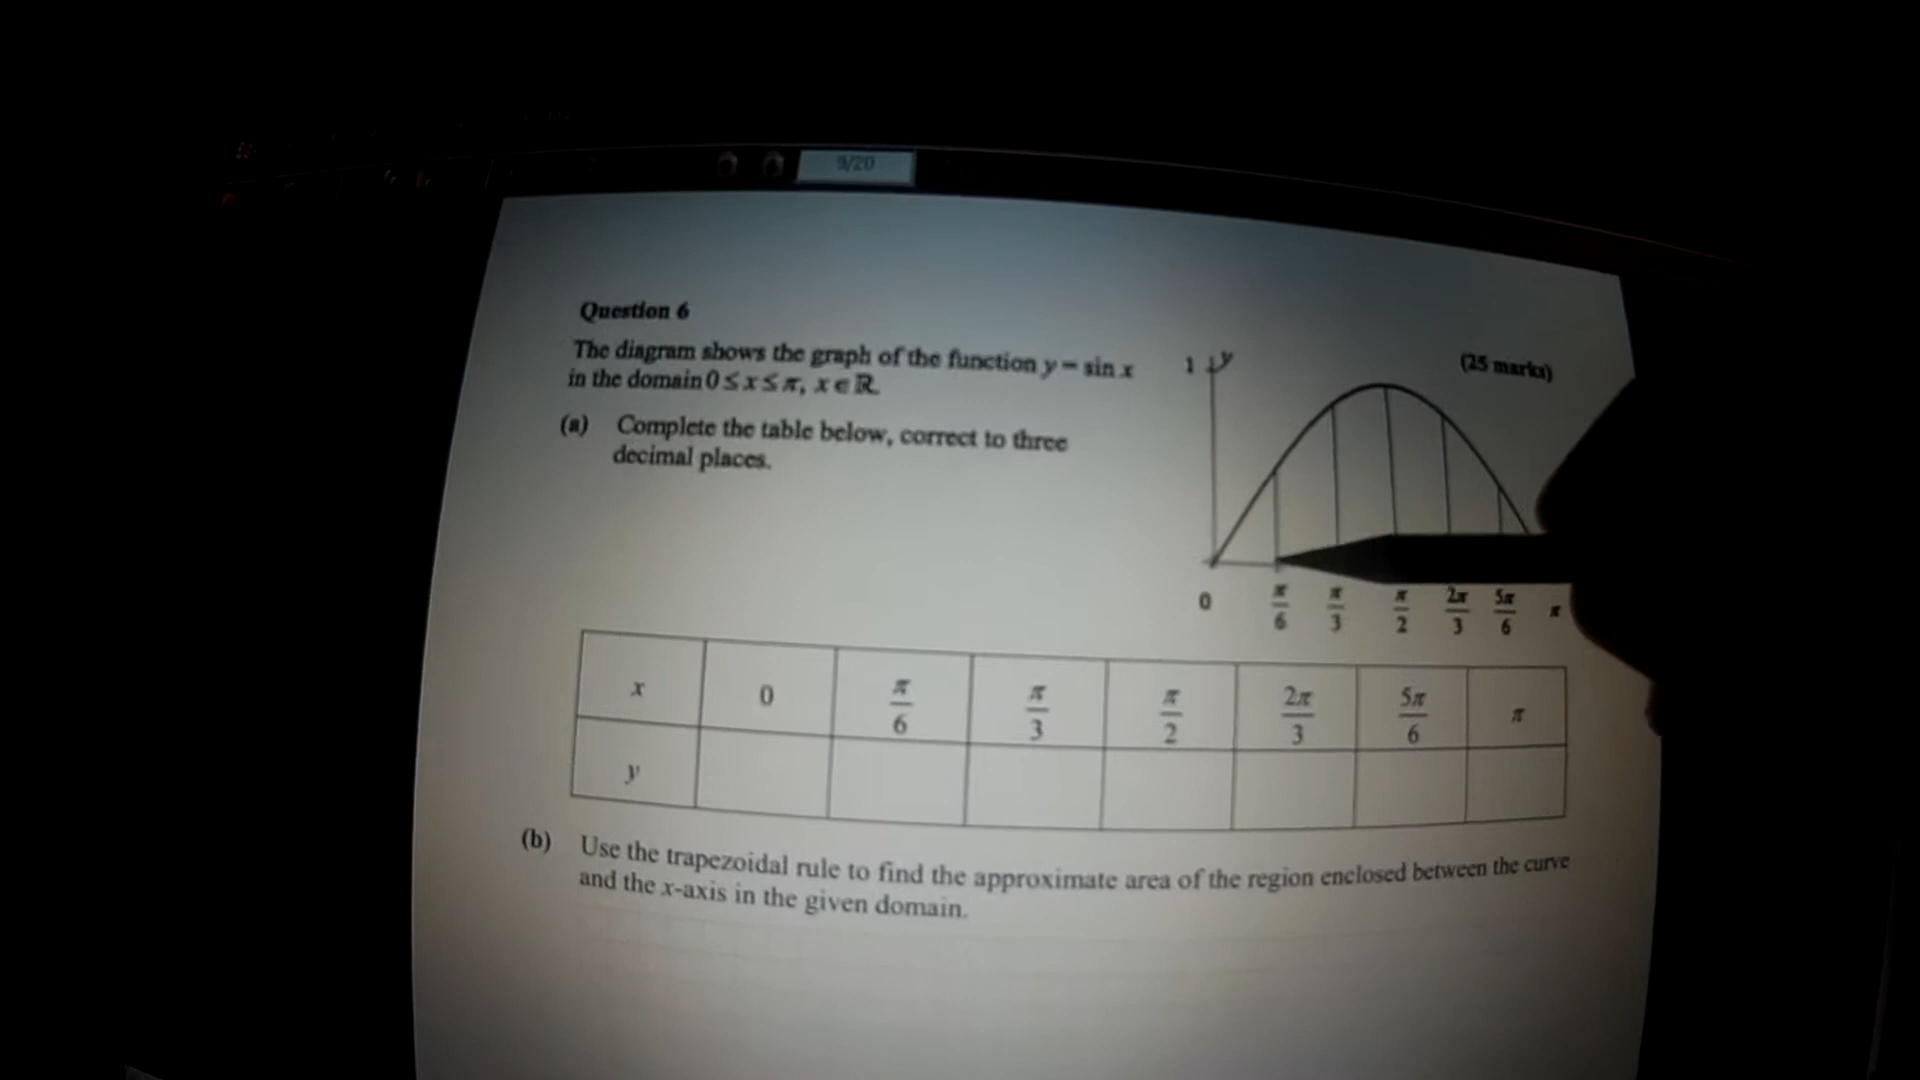 9/20
Question 6
(25 marks)
The diagram shows the graph of the function y = sin x
in the domain 0 ≤ x ≤ π, x ∈ ℝ.
(a) Complete the table below, correct to three
decimal places.
1 y
0 π/6 π/3 π/2 2π/3 5π/6 π
x 0 π/6 π/3 π/2 2π/3 5π/6 π
y
(b) Use the trapezoidal rule to find the approximate area of the region enclosed between the curve
and the x-axis in the given domain.